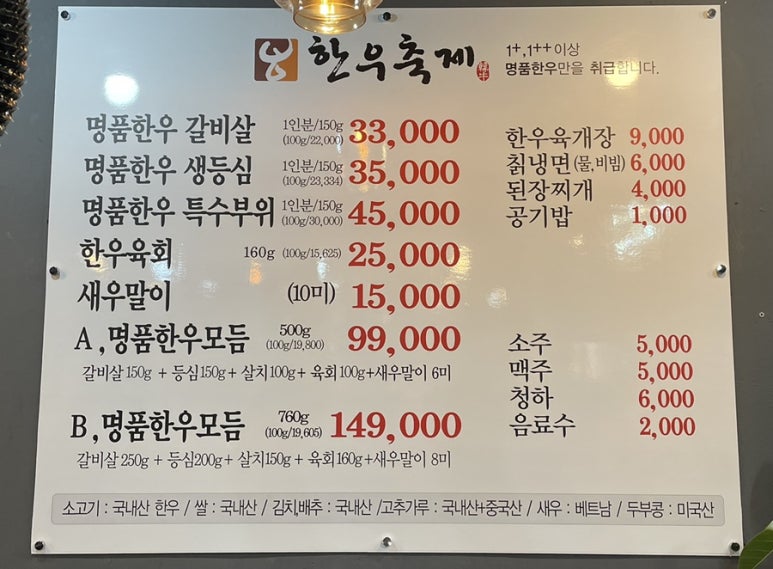 한우축제
1+,1++이상
명품한우만을 취급합니다.
명품한우 갈비살 1인분/150g (100g/22,000) 33,000
명품한우 생등심 1인분/150g (100g/23,334) 35,000
명품한우 특수부위 1인분/150g (100g/30,000) 45,000
한우육회 160g (100g/15,625) 25,000
새우말이 (10미) 15,000
A,명품한우모듬 500g (100g/19,800) 99,000
갈비살150g + 등심150g+ 살치100g+ 육회100g+새우말이 6미
B,명품한우모듬 760g (100g/19,605) 149,000
갈비살 250g + 등심200g+ 살치150g + 육회160g+새우말이 8미
한우육개장 9,000
칡냉면(물,비빔) 6,000
된장찌개 4,000
공기밥 1,000
소주 5,000
맥주 5,000
청하 6,000
음료수 2,000
소고기 : 국내산 한우 / 쌀 : 국내산 / 김치,배추 : 국내산 /고추가루 : 국내산+중국산 / 새우 : 베트남 / 두부콩 : 미국산